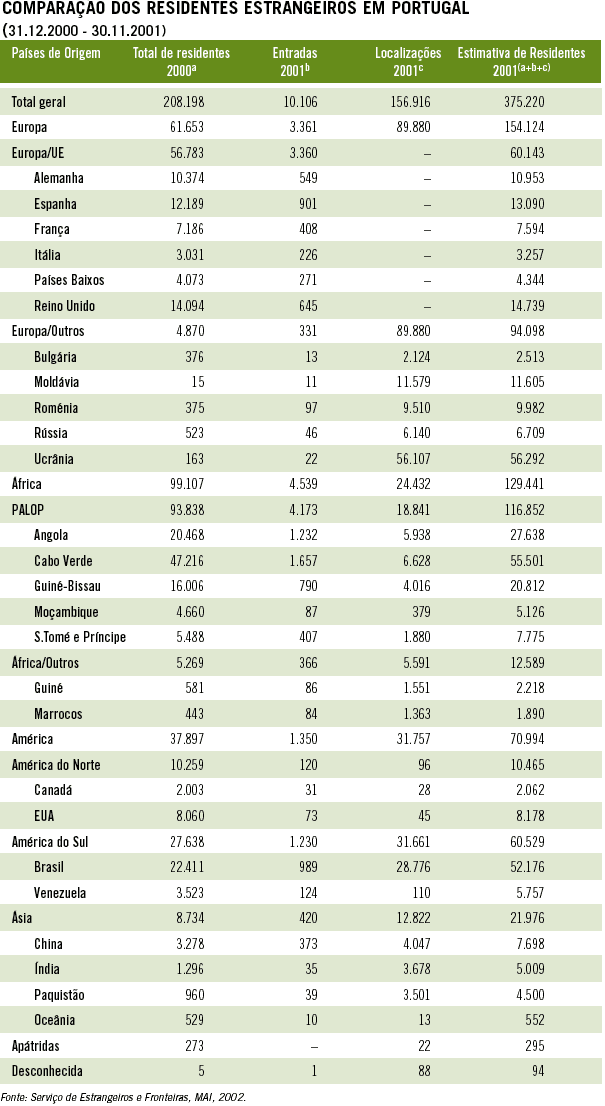 COMPARAÇÃO DOS RESIDENTES ESTRANGEIROS EM PORTUGAL
(31.12.2000 - 30.11.2001)
Países de Origem Total de residentes Entradas Localizações Estimativa de Residentes
2000a 2001b 2001c 2001(a+b+c)
Total geral 208.198 10.106 156.916 375.220
Europa 61.653 3.361 89.880 154.124
Europa/UE 56.783 3.360 – 60.143
Alemanha 10.374 549 – 10.953
Espanha 12.189 901 – 13.090
França 7.186 408 – 7.594
Itália 3.031 226 – 3.257
Países Baixos 4.073 271 – 4.344
Reino Unido 14.094 645 – 14.739
Europa/Outros 4.870 331 89.880 94.098
Bulgária 376 13 2.124 2.513
Moldávia 15 11 11.579 11.605
Roménia 375 97 9.510 9.982
Rússia 523 46 6.140 6.709
Ucrânia 163 22 56.107 56.292
África 99.107 4.539 24.432 129.441
PALOP 93.838 4.173 18.841 116.852
Angola 20.468 1.232 5.938 27.638
Cabo Verde 47.216 1.657 6.628 55.501
Guiné-Bissau 16.006 790 4.016 20.812
Moçambique 4.660 87 379 5.126
S.Tomé e Príncipe 5.488 407 1.880 7.775
África/Outros 5.269 366 5.591 12.589
Guiné 581 86 1.551 2.218
Marrocos 443 84 1.363 1.890
América 37.897 1.350 31.757 70.994
América do Norte 10.259 120 96 10.465
Canadá 2.003 31 28 2.062
EUA 8.060 73 45 8.178
América do Sul 27.638 1.230 31.661 60.529
Brasil 22.411 989 28.776 52.176
Venezuela 3.523 124 110 5.757
Ásia 8.734 420 12.822 21.976
China 3.278 373 4.047 7.698
Índia 1.296 35 3.678 5.009
Paquistão 960 39 3.501 4.500
Oceânia 529 10 13 552
Apátridas 273 – 22 295
Desconhecida 5 1 88 94
Fonte: Serviço de Estrangeiros e Fronteiras, MAI, 2002.